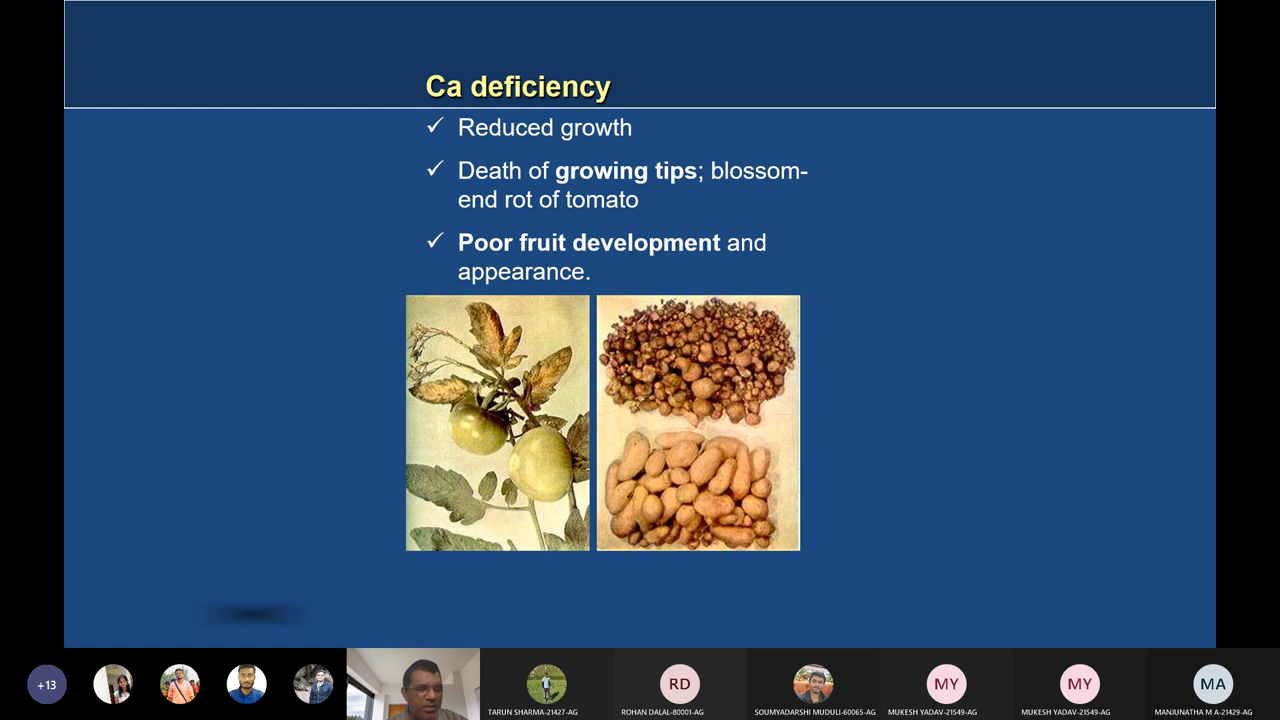 Ca deficiency
✓ Reduced growth
✓ Death of growing tips; blossom-
end rot of tomato
✓ Poor fruit development and
appearance.
+13
RD
MY
MY
MA
TARUN SHARMA-21427-AG
ROHAN DALAL-80001-AG
SOUMYADARSHI MUDULI-60065-AG
MUKESH YADAV-21549-AG
MUKESH YADAV-21549-AG
MANJUNATHA M A-21429-AG